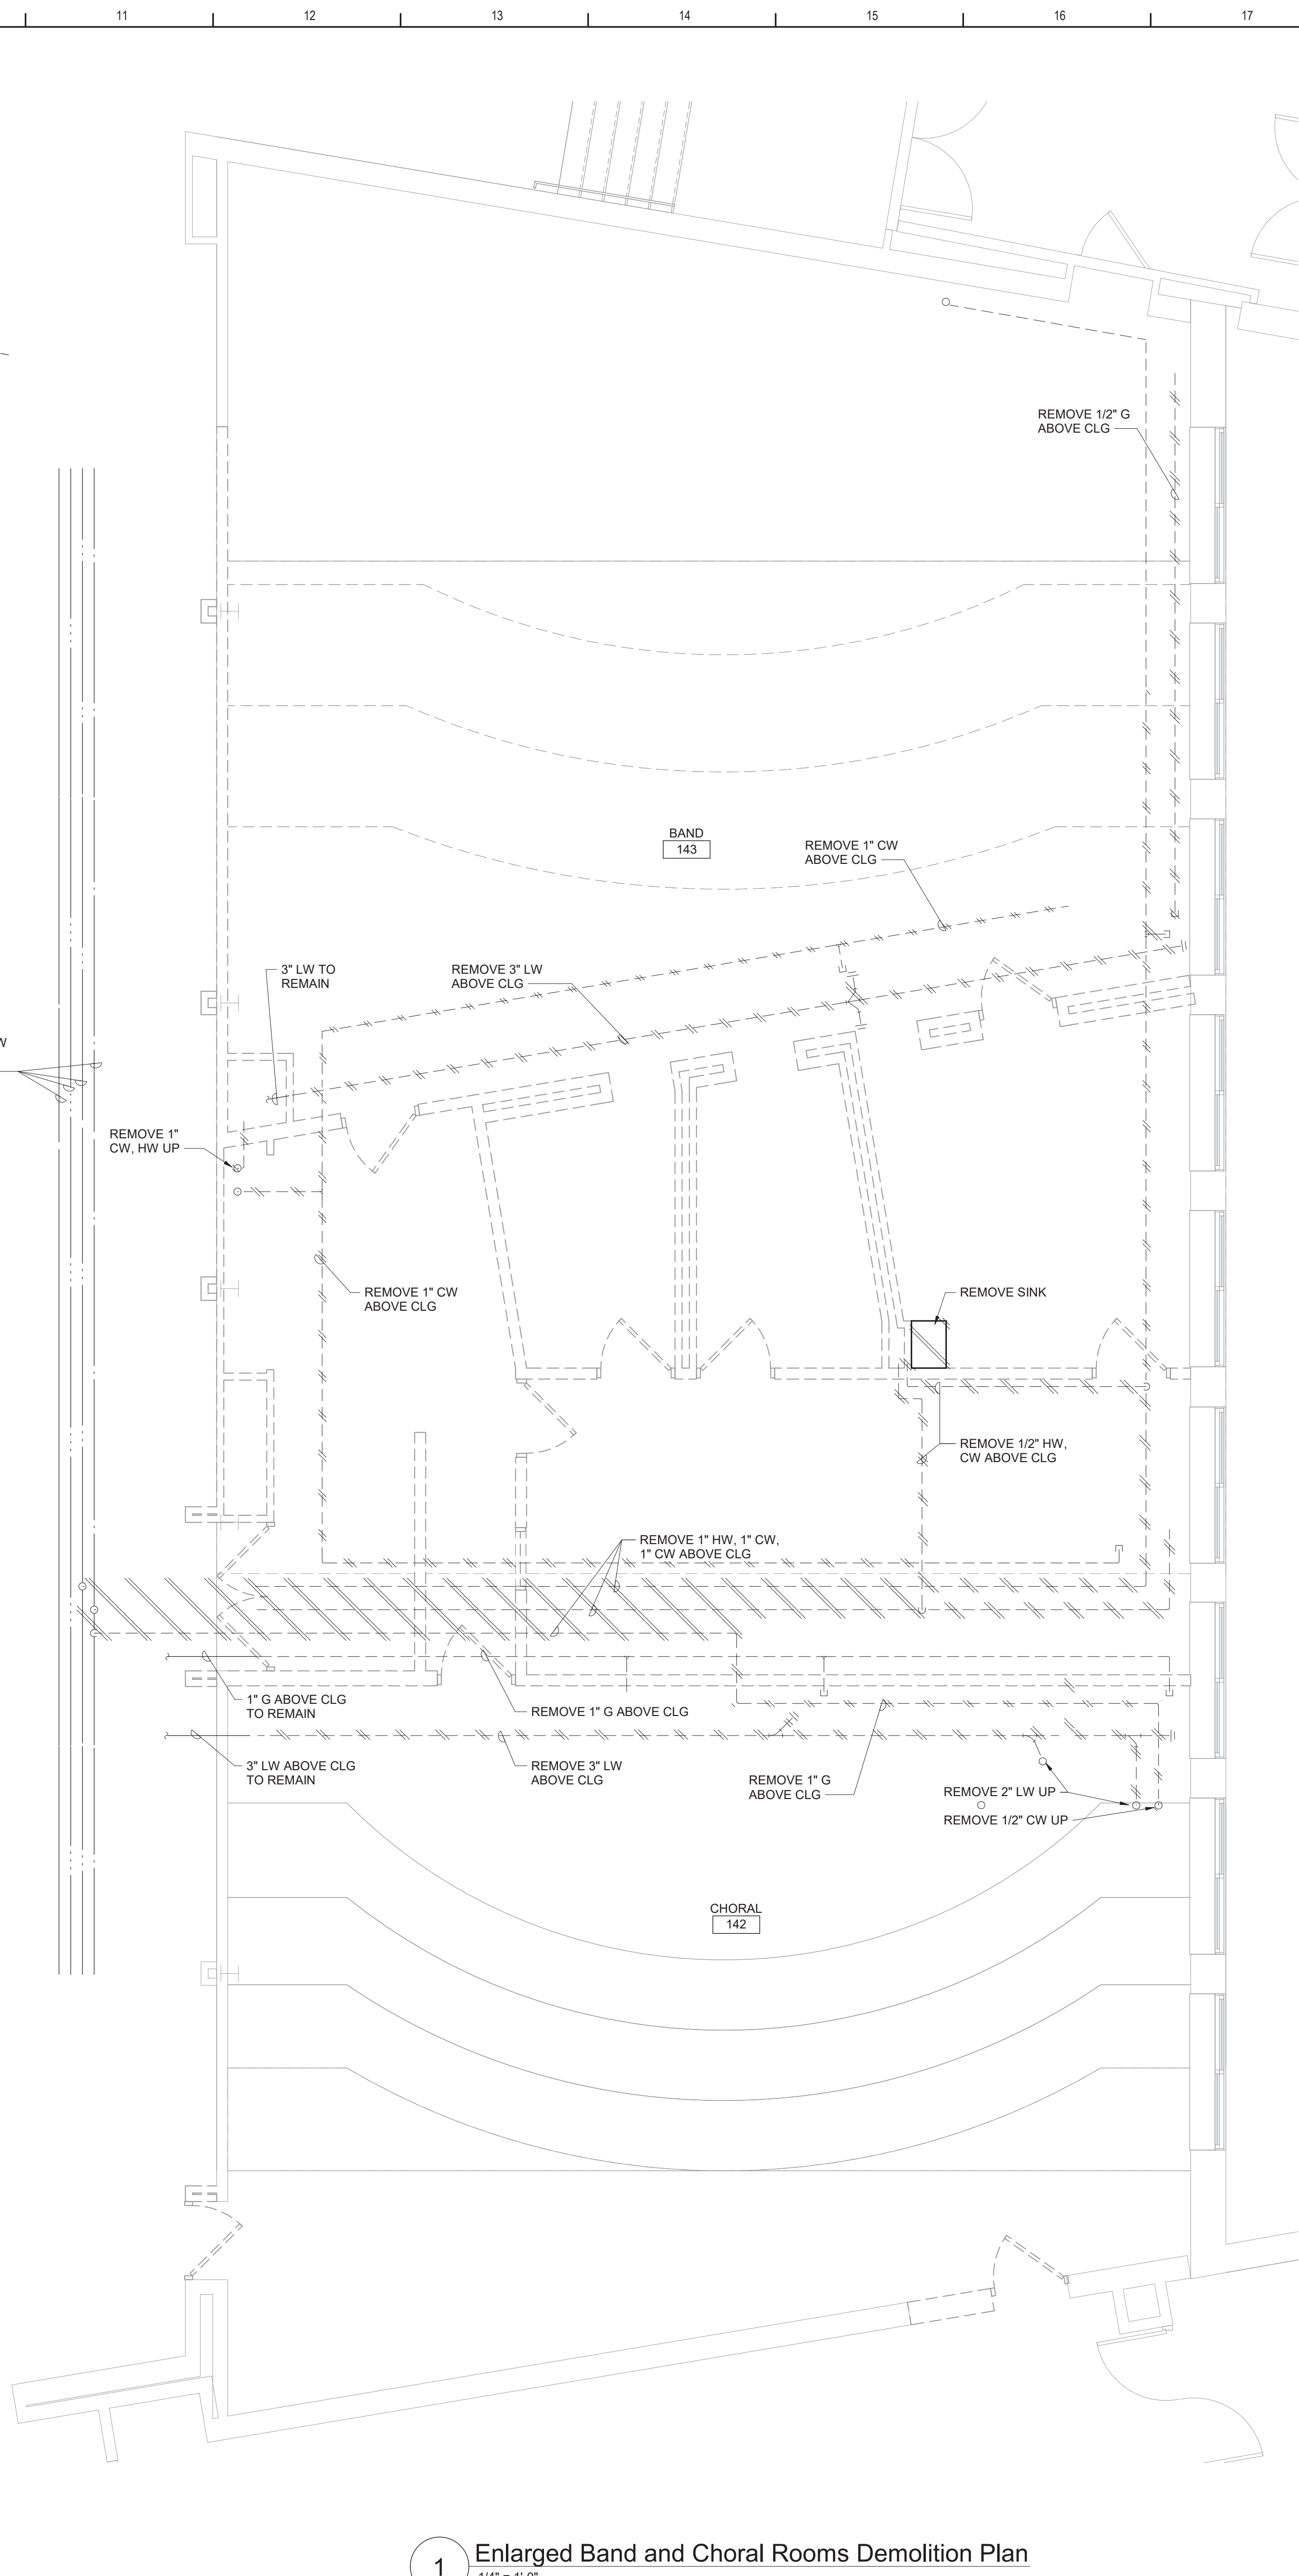 11 12 13 14 15 16 17
REMOVE 1/2" G
ABOVE CLG
BAND
143
REMOVE 1" CW
ABOVE CLG
3" LW TO
REMAIN
REMOVE 3" LW
ABOVE CLG
W
REMOVE 1"
CW, HW UP
REMOVE 1" CW
ABOVE CLG
REMOVE SINK
REMOVE 1/2" HW,
CW ABOVE CLG
REMOVE 1" HW, 1" CW,
1" CW ABOVE CLG
1" G ABOVE CLG
TO REMAIN
REMOVE 1" G ABOVE CLG
3" LW ABOVE CLG
TO REMAIN
REMOVE 3" LW
ABOVE CLG
REMOVE 1" G
ABOVE CLG
REMOVE 2" LW UP
REMOVE 1/2" CW UP
CHORAL
142
1
Enlarged Band and Choral Rooms Demolition Plan
1/4" = 1'-0"